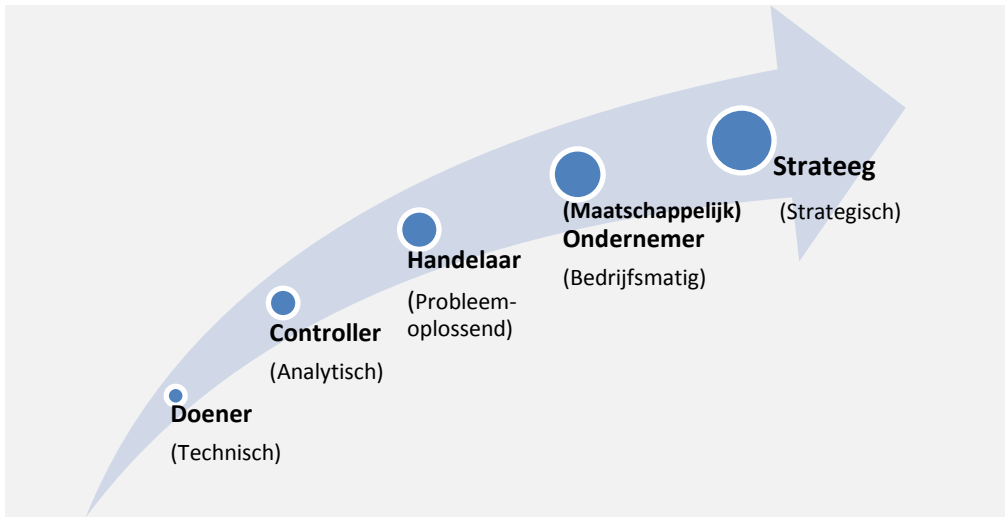 Doener
(Technisch)
Controller
(Analytisch)
Handelaar
(Probleem-
oplossend)
(Maatschappelijk)
Ondernemer
(Bedrijfsmatig)
Strateeg
(Strategisch)